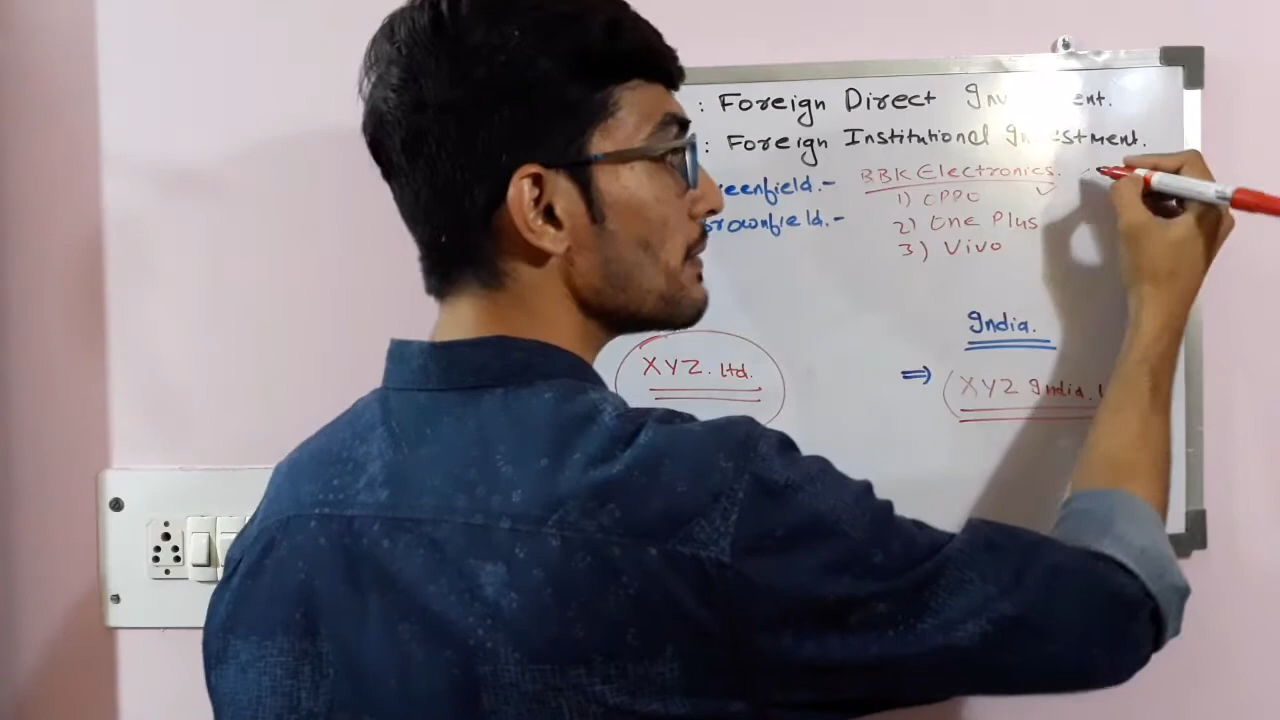 : Foreign Direct
: Foreign Institutional
eenfield.-
rownfield.-
BBK Electronics.
1) OPPO
2) One Plus
3) Vivo
India.
XYZ. Ltd.
⇒ XYZ India.